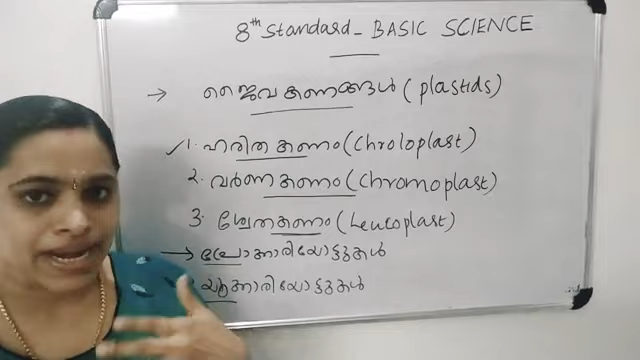 8th Standard - BASIC SCIENCE
→ ജൈവകണങ്ങൾ (plastids)
✓ 1. ഹരിതകണം (Chroloplast)
2. വർണകണം (Chromoplast)
3. ശ്വേതകണം (Leucoplast)
→ പ്രോക്കാരിയോട്ടുകൾ
യൂക്കാരിയോട്ടുകൾ